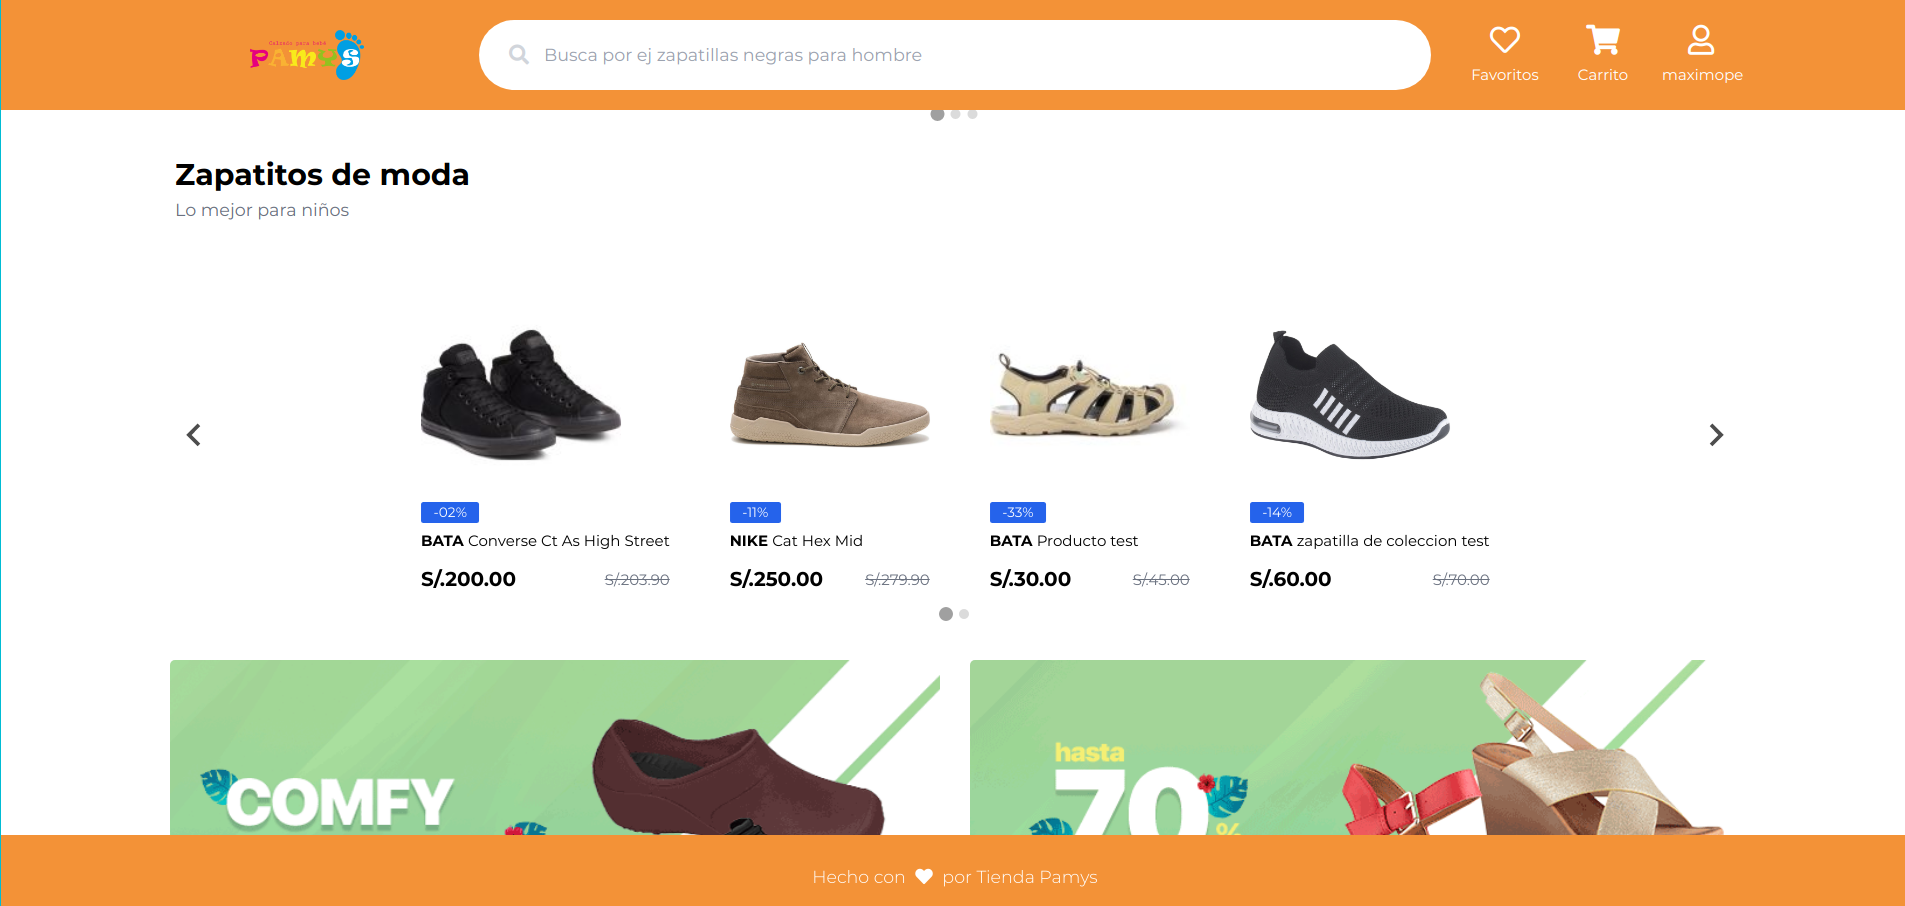 Calzado para bebé
PAMYS
Busca por ej zapatillas negras para hombre
Favoritos
Carrito
maximope
Zapatitos de moda
Lo mejor para niños
-02%
-11%
-33%
-14%
BATA Converse Ct As High Street
NIKE Cat Hex Mid
BATA Producto test
BATA zapatilla de coleccion test
S/.200.00 S/.203.90
S/.250.00 S/.279.90
S/.30.00 S/.45.00
S/.60.00 S/.70.00
COMFY
hasta
70%
Hecho con por Tienda Pamys